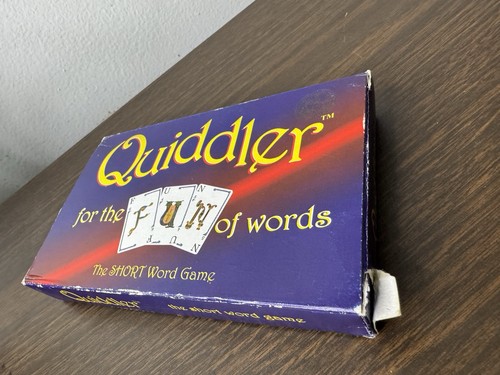 Quiddler™
for the FUN of words
The SHORT Word Game
Quiddler the short word game